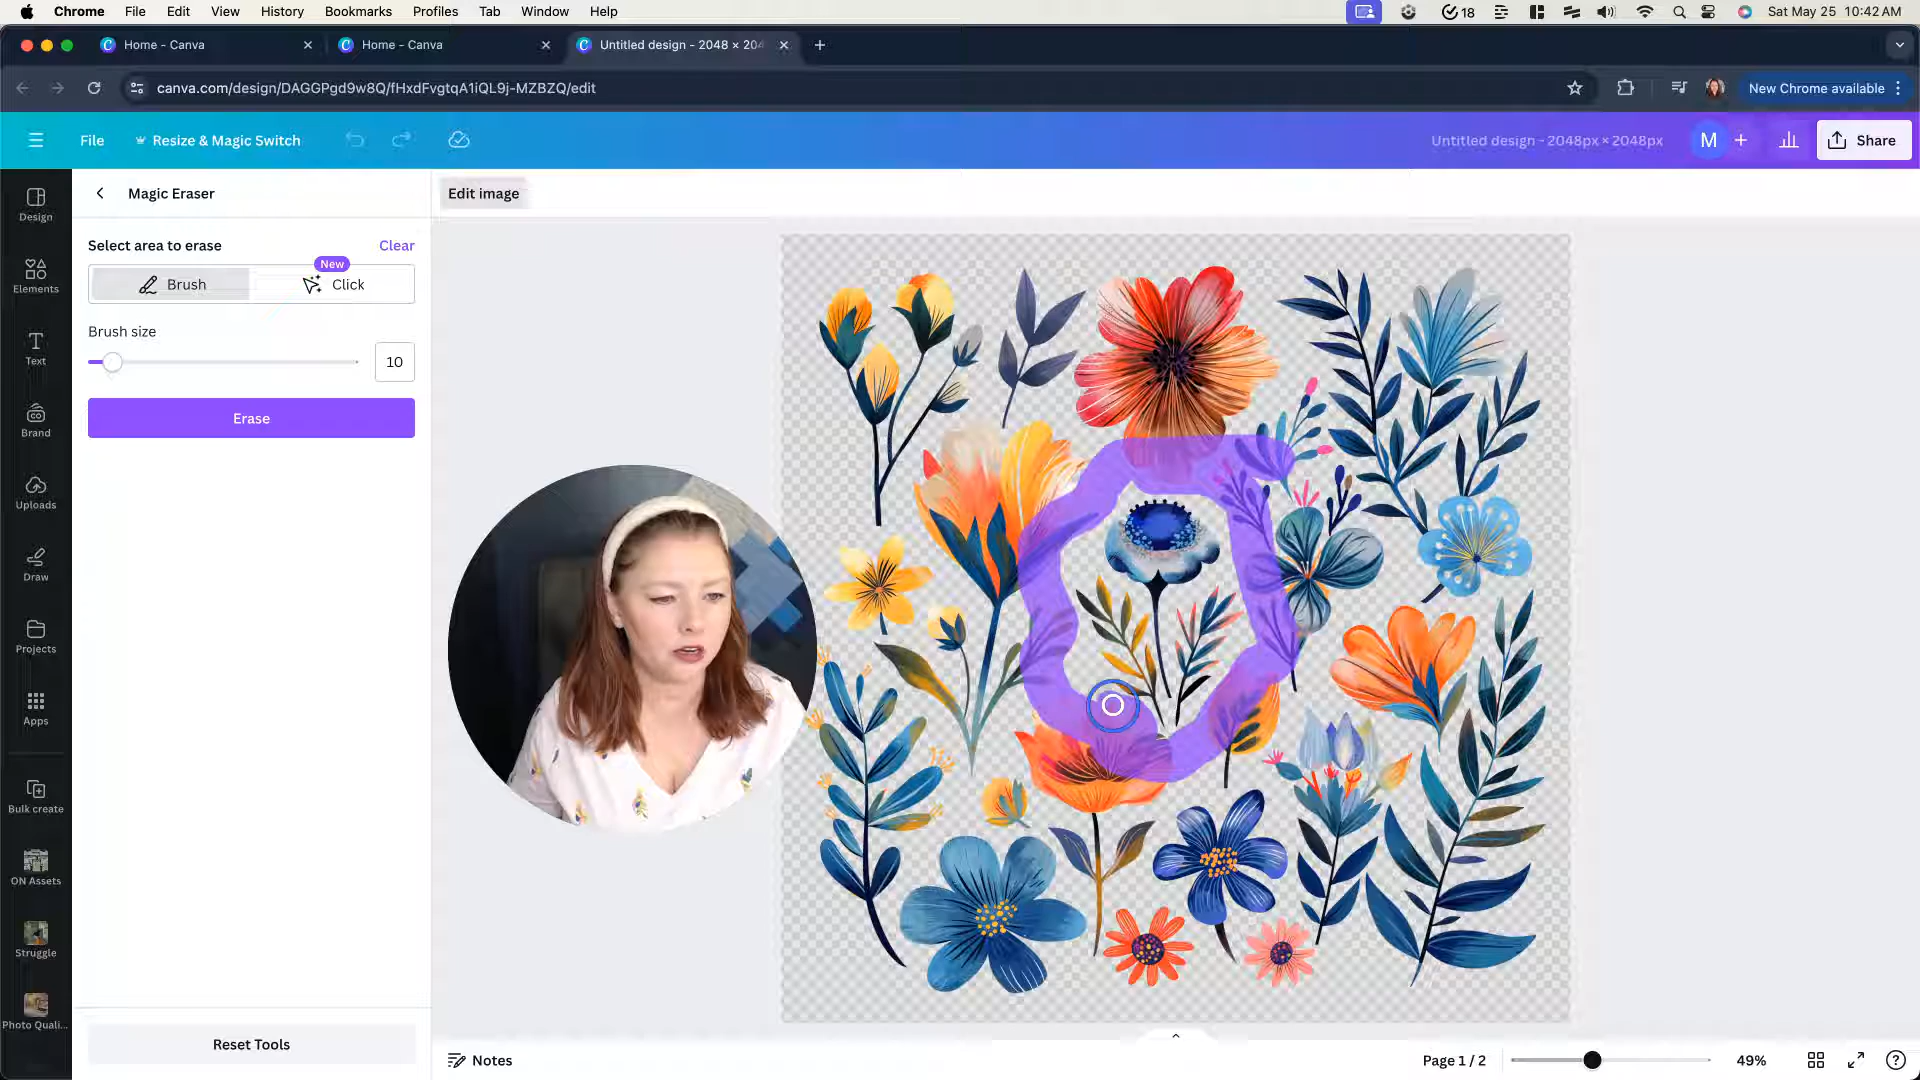 Chrome File Edit View History Bookmarks Profiles Tab Window Help 18 Sat May 25 10:42 AM
Home - Canva Home - Canva Untitled design - 2048 × 204
canva.com/design/DAGGPgd9w8Q/fHxdFvgtqA1iQL9j-MZBZQ/edit New Chrome available
File Resize & Magic Switch Untitled design - 2048px × 2048px M Share
Design
Elements
Text
Brand
Uploads
Draw
Projects
Apps
Bulk create
ON Assets
Struggle
Photo Quali...
Magic Eraser
Select area to erase Clear
New
Brush Click
Brush size
10
Erase
Reset Tools
Edit image
Notes Page 1 / 2 49%